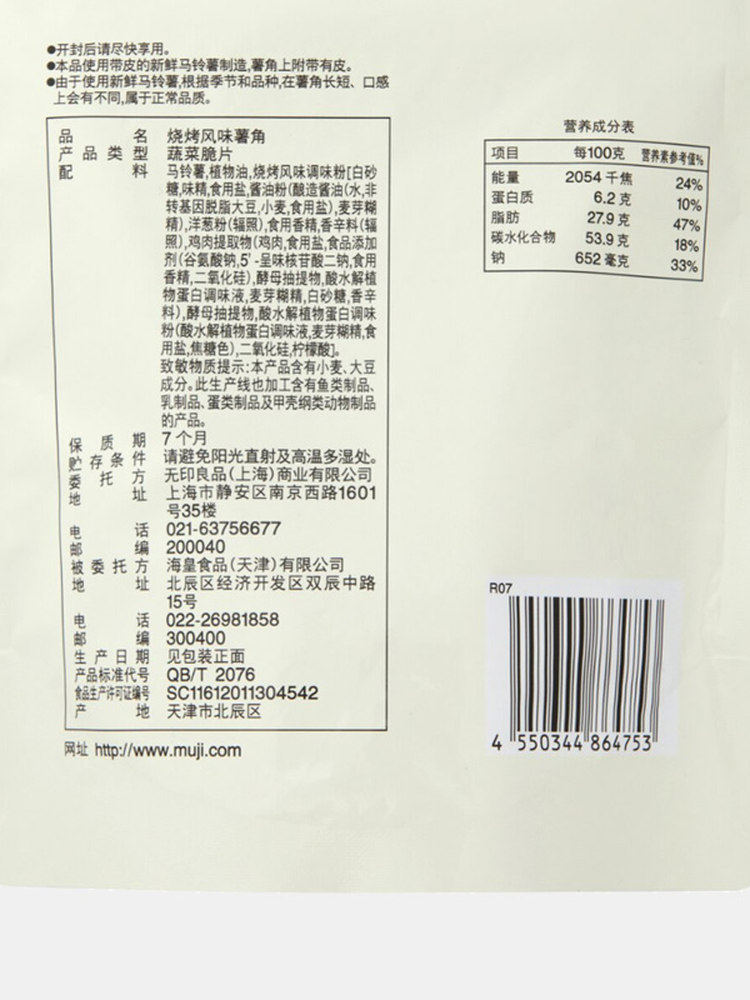 ●开封后请尽快享用。
●本品使用带皮的新鲜马铃薯制造,薯角上附带有皮。
●由于使用新鲜马铃薯,根据季节和品种,在薯角长短、口感
上会有不同,属于正常品质。
品名 烧烤风味薯角
产品类型 蔬菜脆片
配料 马铃薯,植物油,烧烤风味调味粉[白砂
糖,味精,食用盐,酱油粉(酿造酱油(水,非
转基因脱脂大豆,小麦,食用盐),麦芽糊
精),洋葱粉(辐照),食用香精,香辛料(辐
照),鸡肉提取物(鸡肉,食用盐,食品添加
剂(谷氨酸钠,5'-呈味核苷酸二钠,食用
香精,二氧化硅),酵母抽提物,酸水解植
物蛋白调味液,麦芽糊精,白砂糖,香辛
料),酵母抽提物,酸水解植物蛋白调味
粉(酸水解植物蛋白调味液,麦芽糊精,食
用盐,焦糖色),二氧化硅,柠檬酸]。
致敏物质提示:本产品含有小麦、大豆
成分。此生产线也加工含有鱼类制品、
乳制品、蛋类制品及甲壳纲类动物制品
的产品。
保质期 7个月
贮存条件 请避免阳光直射及高温多湿处。
委托方 无印良品(上海)商业有限公司
地址 上海市静安区南京西路1601
号35楼
电话 021-63756677
邮编 200040
被委托方 海皇食品(天津)有限公司
地址 北辰区经济开发区双辰中路
15号
电话 022-26981858
邮编 300400
生产日期 见包装正面
产品标准代号 QB/T 2076
食品生产许可证编号 SC11612011304542
产地 天津市北辰区
网址 http://www.muji.com
营养成分表
项目 每100克 营养素参考值%
能量 2054 千焦 24%
蛋白质 6.2 克 10%
脂肪 27.9 克 47%
碳水化合物 53.9 克 18%
钠 652 毫克 33%
R07
4 550344 864753